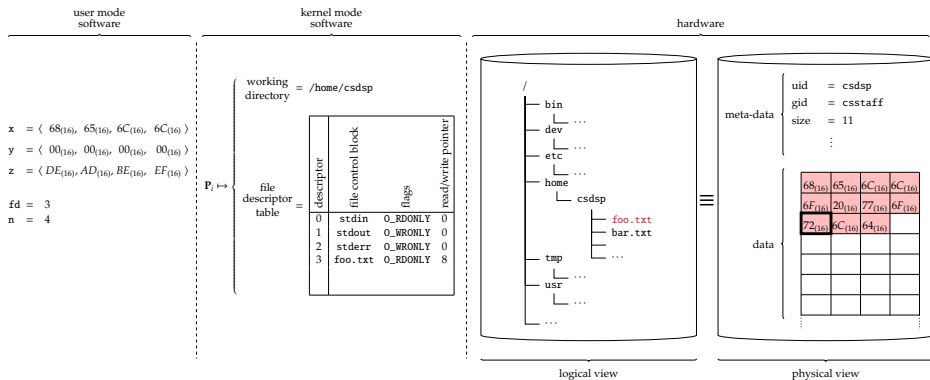 user mode
software
kernel mode
software
hardware
x = ⟨ 68(16), 65(16), 6C(16), 6C(16) ⟩
y = ⟨ 00(16), 00(16), 00(16), 00(16) ⟩
z = ⟨ DE(16), AD(16), BE(16), EF(16) ⟩
fd = 3
n = 4
Pi ↦
working
directory = /home/csdsp
file
descriptor
table
=
descriptor
file control block
flags
read/write pointer
0 stdin O_RDONLY 0
1 stdout O_WRONLY 0
2 stderr O_WRONLY 0
3 foo.txt O_RDONLY 8
/
bin
...
dev
...
etc
...
home
csdsp
foo.txt
bar.txt
...
tmp
...
usr
...
...
logical view
≡
meta-data
uid = csdsp
gid = csstaff
size = 11
⋮
data
68(16) 65(16) 6C(16) 6C(16)
6F(16) 20(16) 77(16) 6F(16)
72(16) 6C(16) 64(16)
physical view